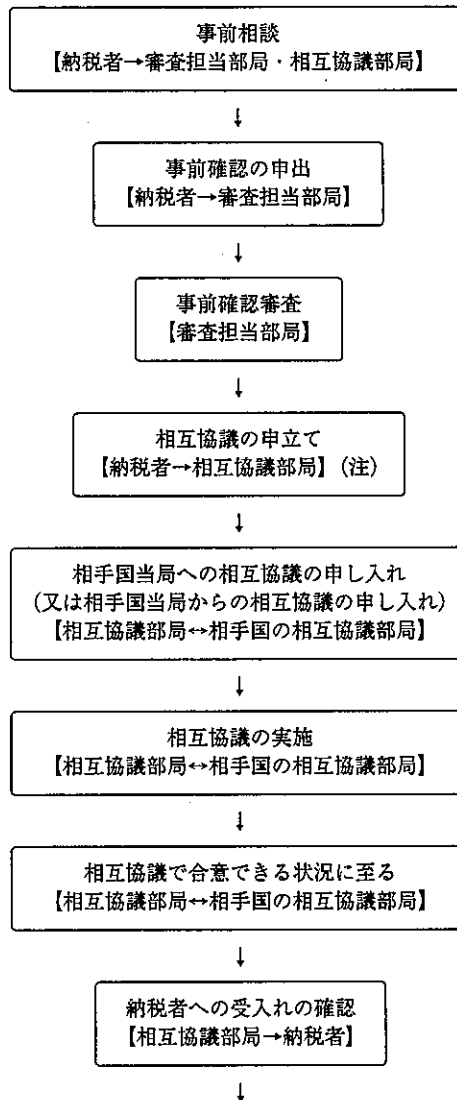 事前相談
【納税者→審査担当部局・相互協議部局】
↓
事前確認の申出
【納税者→審査担当部局】
↓
事前確認審査
【審査担当部局】
↓
相互協議の申立て
【納税者→相互協議部局】(注)
↓
相手国当局への相互協議の申し入れ
(又は相手国当局からの相互協議の申し入れ)
【相互協議部局↔相手国の相互協議部局】
↓
相互協議の実施
【相互協議部局↔相手国の相互協議部局】
↓
相互協議で合意できる状況に至る
【相互協議部局↔相手国の相互協議部局】
↓
納税者への受入れの確認
【相互協議部局→納税者】
↓